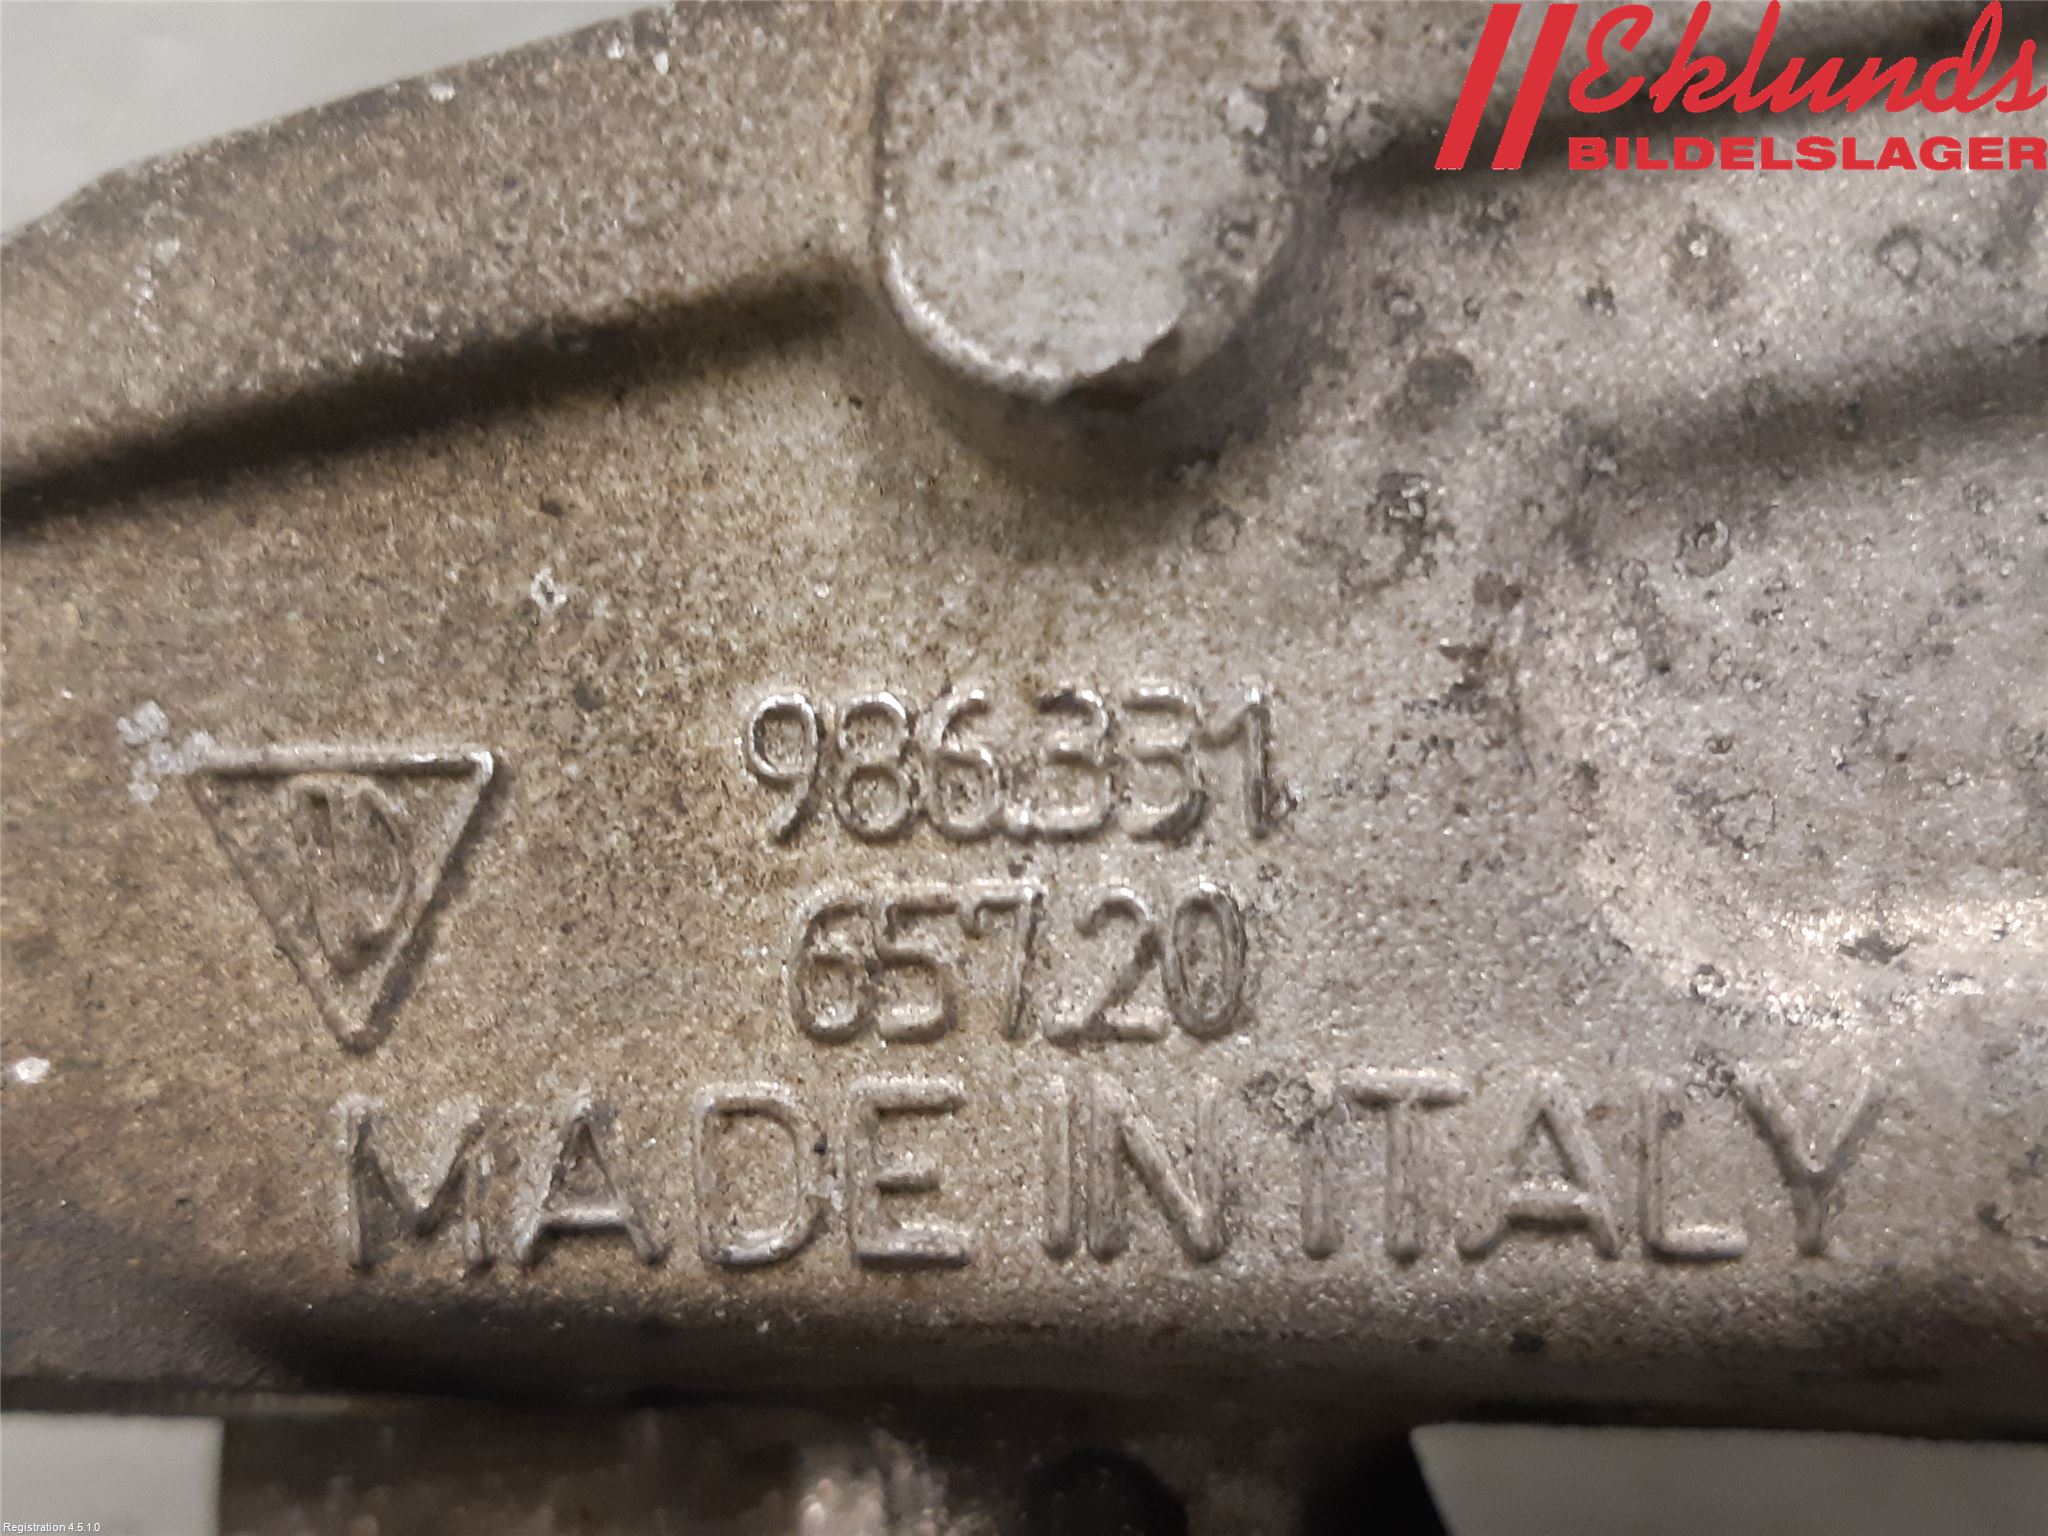 Eklunds
BILDELSLAGER
986.331
657.20
MADE IN ITALY
Registration 4.5.1.0